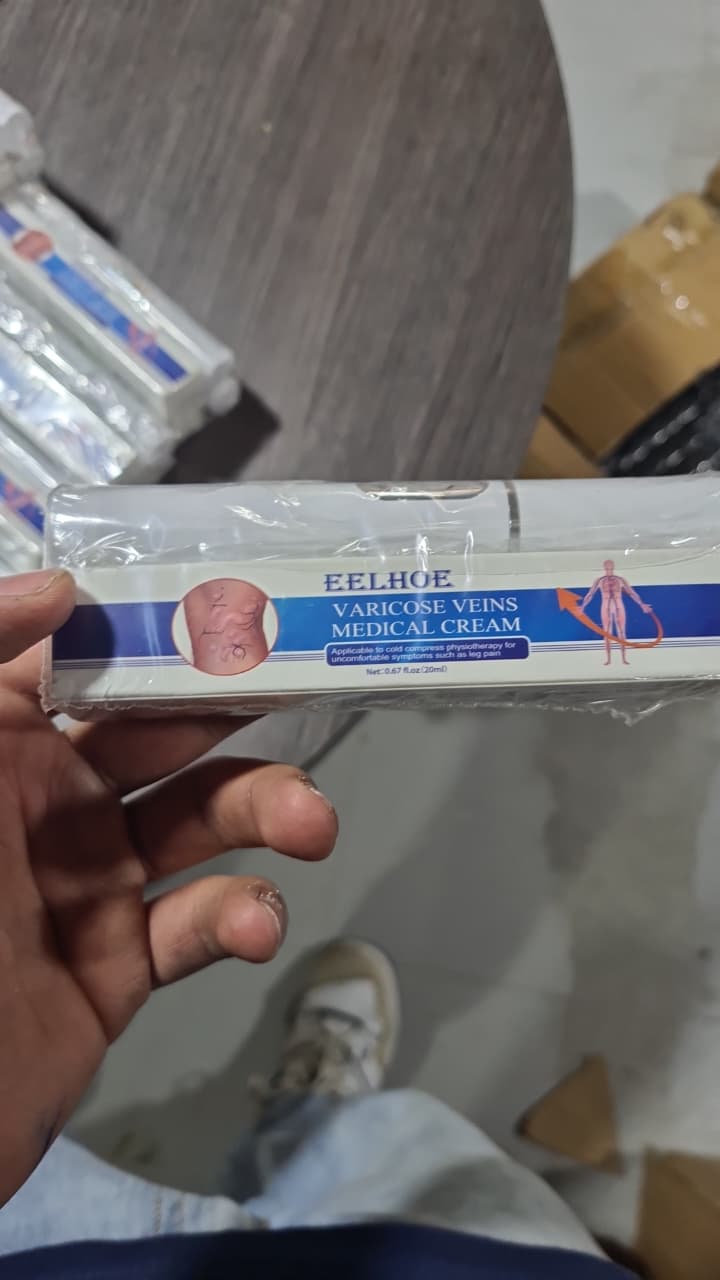 EELHOE
VARICOSE VEINS
MEDICAL CREAM
Applicable to cold compress physiotherapy for
uncomfortable symptoms such as leg pain
Net: 0.67 fl.oz(20ml)